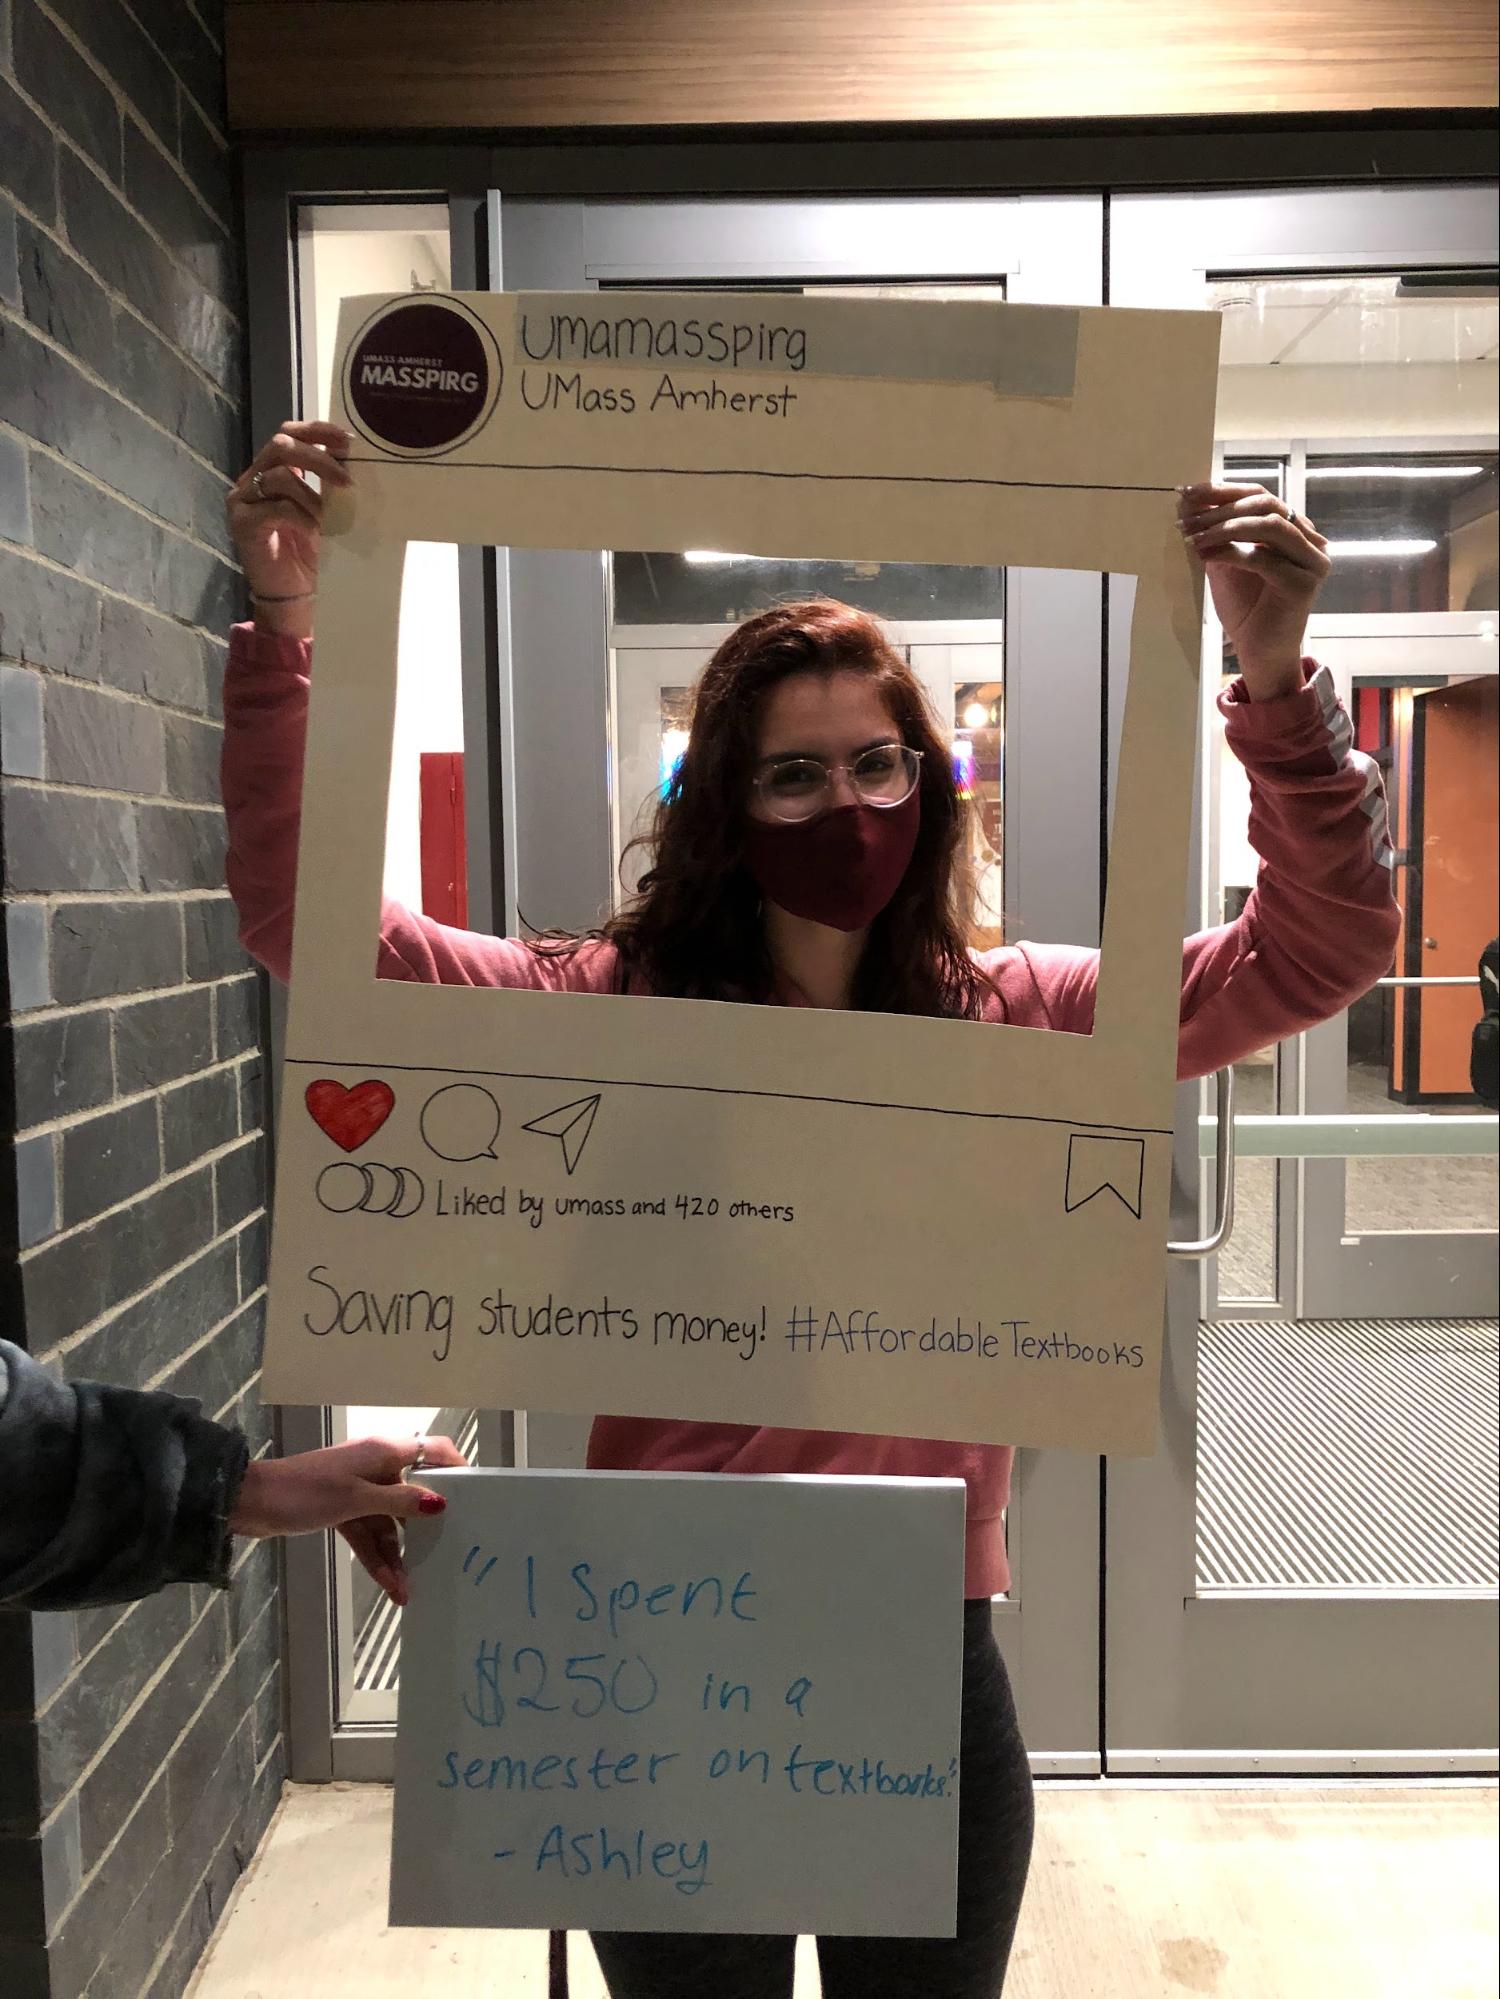 UMASS AMHERST
MASSPIRG
Umamasspirg
UMass Amherst
Liked by umass and 420 others
Saving students money! #AffordableTextbooks
"I Spent
$250 in a
semester on textbooks."
- Ashley